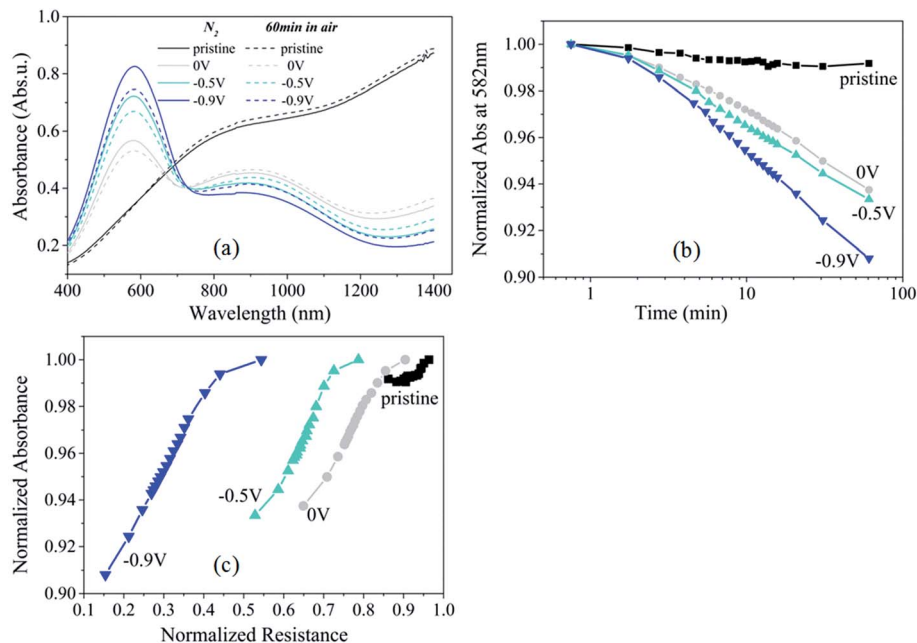 N2 60min in air
pristine pristine
0V 0V
-0.5V -0.5V
-0.9V -0.9V
1.0
0.8
0.6
0.4
0.2
Absorbance (Abs.u.)
(a)
400 600 800 1000 1200 1400
Wavelength (nm)
1.00
0.98
0.96
0.94
0.92
0.90
Normalized Abs at 582nm
pristine
0V
-0.5V
-0.9V
(b)
1 10 100
Time (min)
1.00
0.98
0.96
0.94
0.92
0.90
Normalized Absorbance
pristine
-0.5V
0V
-0.9V
(c)
0.1 0.2 0.3 0.4 0.5 0.6 0.7 0.8 0.9 1.0
Normalized Resistance